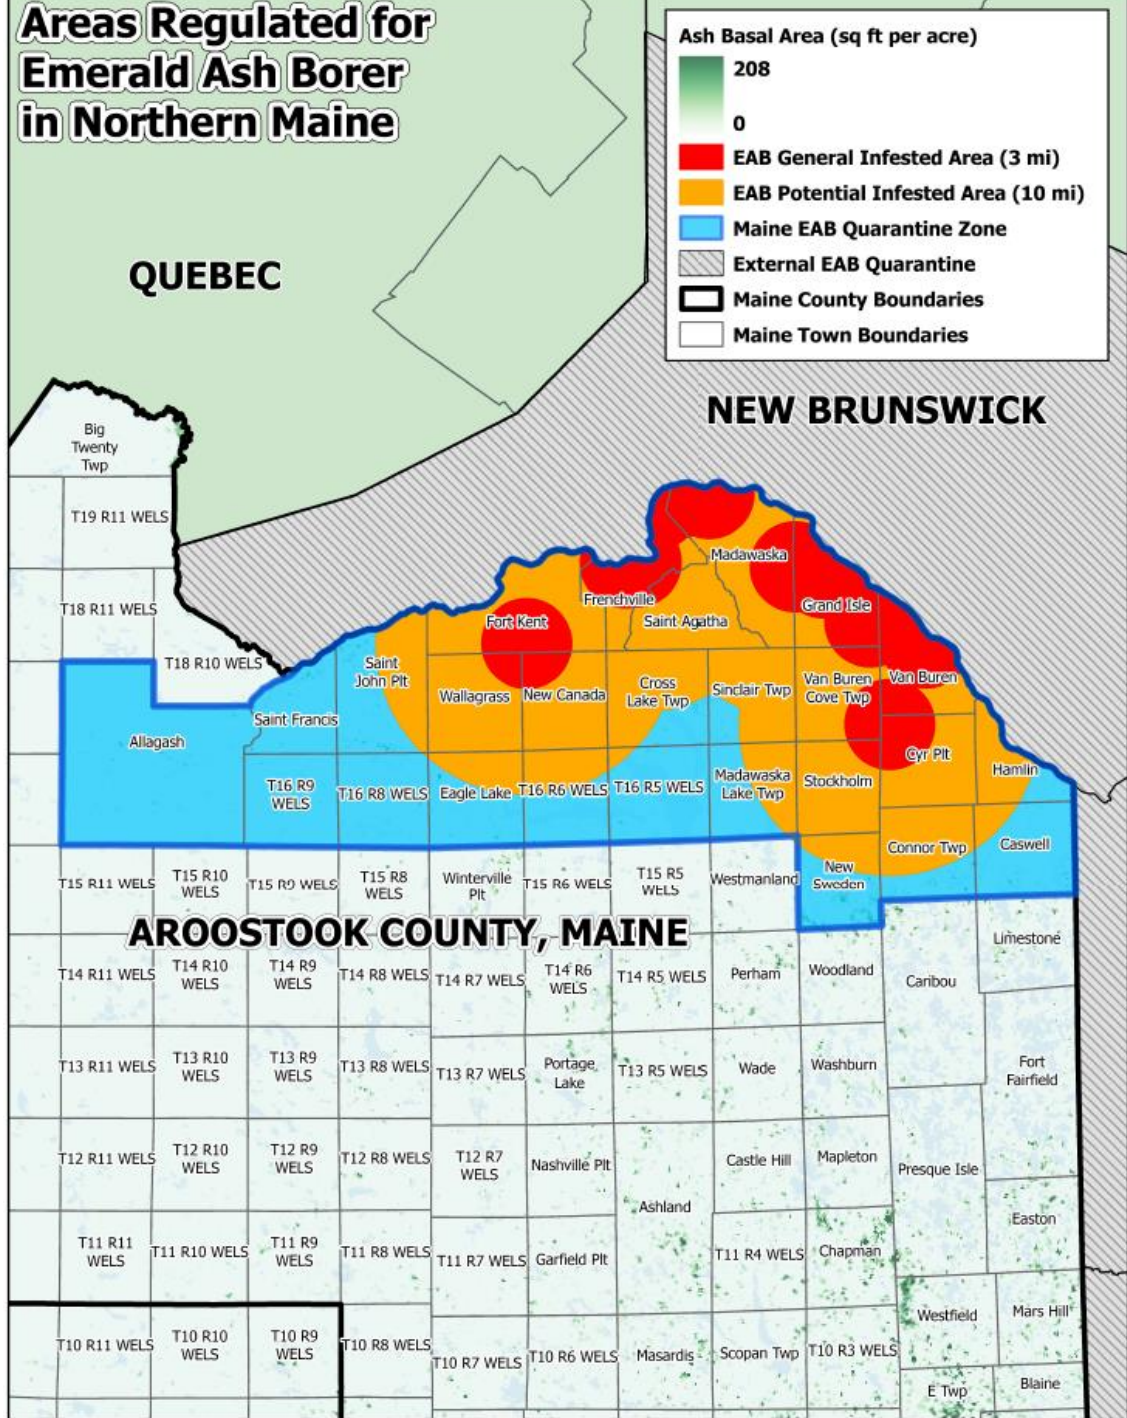 Areas Regulated for
Emerald Ash Borer
in Northern Maine
Ash Basal Area (sq ft per acre)
208
0
EAB General Infested Area (3 mi)
EAB Potential Infested Area (10 mi)
Maine EAB Quarantine Zone
External EAB Quarantine
Maine County Boundaries
Maine Town Boundaries
QUEBEC
NEW BRUNSWICK
Big
Twenty
Twp
T19 R11 WELS
T18 R11 WELS
T18 R10 WELS
Madawaska
Frenchville
Grand Isle
Fort Kent
Saint Agatha
Saint
John Plt
Wallagrass
New Canada
Cross
Lake Twp
Sinclair Twp
Van Buren
Cove Twp
Van Buren
Saint Francis
Allagash
Cyr Plt
Hamlin
T16 R9
WELS
T16 R8 WELS
Eagle Lake
T16 R6 WELS
T16 R5 WELS
Madawaska
Lake Twp
Stockholm
Connor Twp
Caswell
New
Sweden
T15 R11 WELS
T15 R10
WELS
T15 R9 WELS
T15 R8
WELS
Winterville
Plt
T15 R6 WELS
T15 R5
WELS
Westmanland
AROOSTOOK COUNTY, MAINE
Limestone
T14 R11 WELS
T14 R10
WELS
T14 R9
WELS
T14 R8 WELS
T14 R7 WELS
T14 R6
WELS
T14 R5 WELS
Perham
Woodland
Caribou
T13 R11 WELS
T13 R10
WELS
T13 R9
WELS
T13 R8 WELS
T13 R7 WELS
Portage
Lake
T13 R5 WELS
Wade
Washburn
Fort
Fairfield
T12 R11 WELS
T12 R10
WELS
T12 R9
WELS
T12 R8 WELS
T12 R7
WELS
Nashville Plt
Castle Hill
Mapleton
Presque Isle
Ashland
Easton
T11 R11
WELS
T11 R10 WELS
T11 R9
WELS
T11 R8 WELS
T11 R7 WELS
Garfield Plt
T11 R4 WELS
Chapman
Westfield
Mars Hill
T10 R11 WELS
T10 R10
WELS
T10 R9
WELS
T10 R8 WELS
T10 R7 WELS
T10 R6 WELS
Masardis
Scopan Twp
T10 R3 WELS
E Twp
Blaine